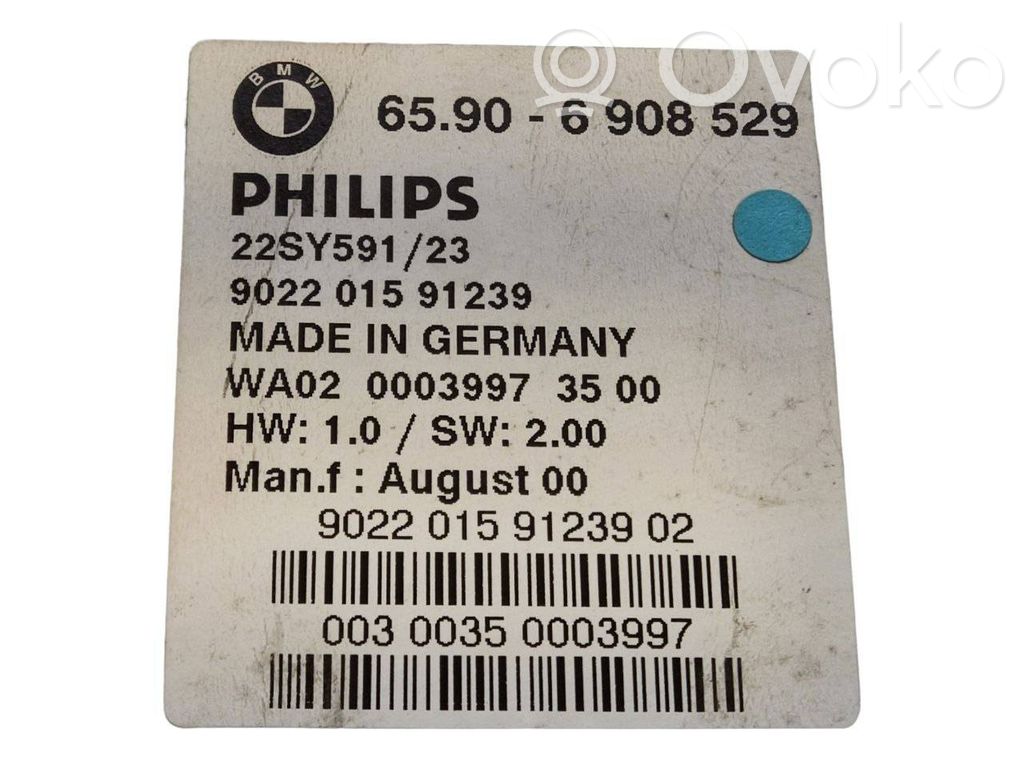 Ovoko
BMW
65.90 - 6 908 529
PHILIPS
22SY591/23
9022 015 91239
MADE IN GERMANY
WA02 0003997 35 00
HW: 1.0 / SW: 2.00
Man.f : August 00
9022 015 91239 02
003 0035 0003997